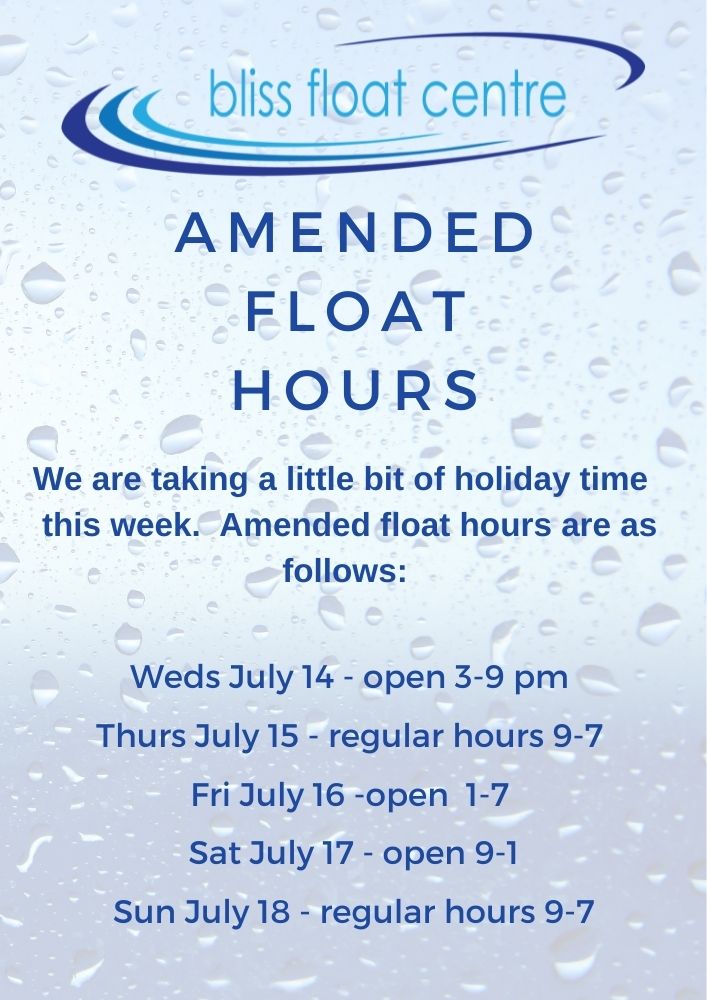 bliss float centre
AMENDED
FLOAT
HOURS
We are taking a little bit of holiday time
this week.  Amended float hours are as
follows:
Weds July 14 - open 3-9 pm
Thurs July 15 - regular hours 9-7
Fri July 16 -open  1-7
Sat July 17 - open 9-1
Sun July 18 - regular hours 9-7